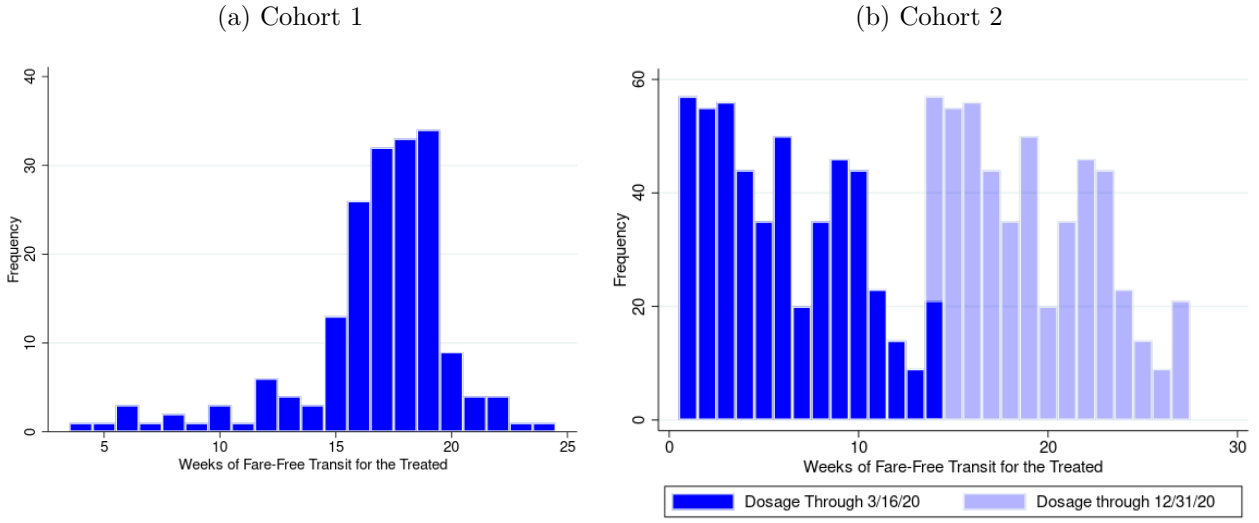 (a) Cohort 1
40
30
20
10
0
Frequency
5 10 15 20 25
Weeks of Fare-Free Transit for the Treated
(b) Cohort 2
60
40
20
0
Frequency
0 10 20 30
Weeks of Fare-Free Transit for the Treated
Dosage Through 3/16/20 Dosage through 12/31/20